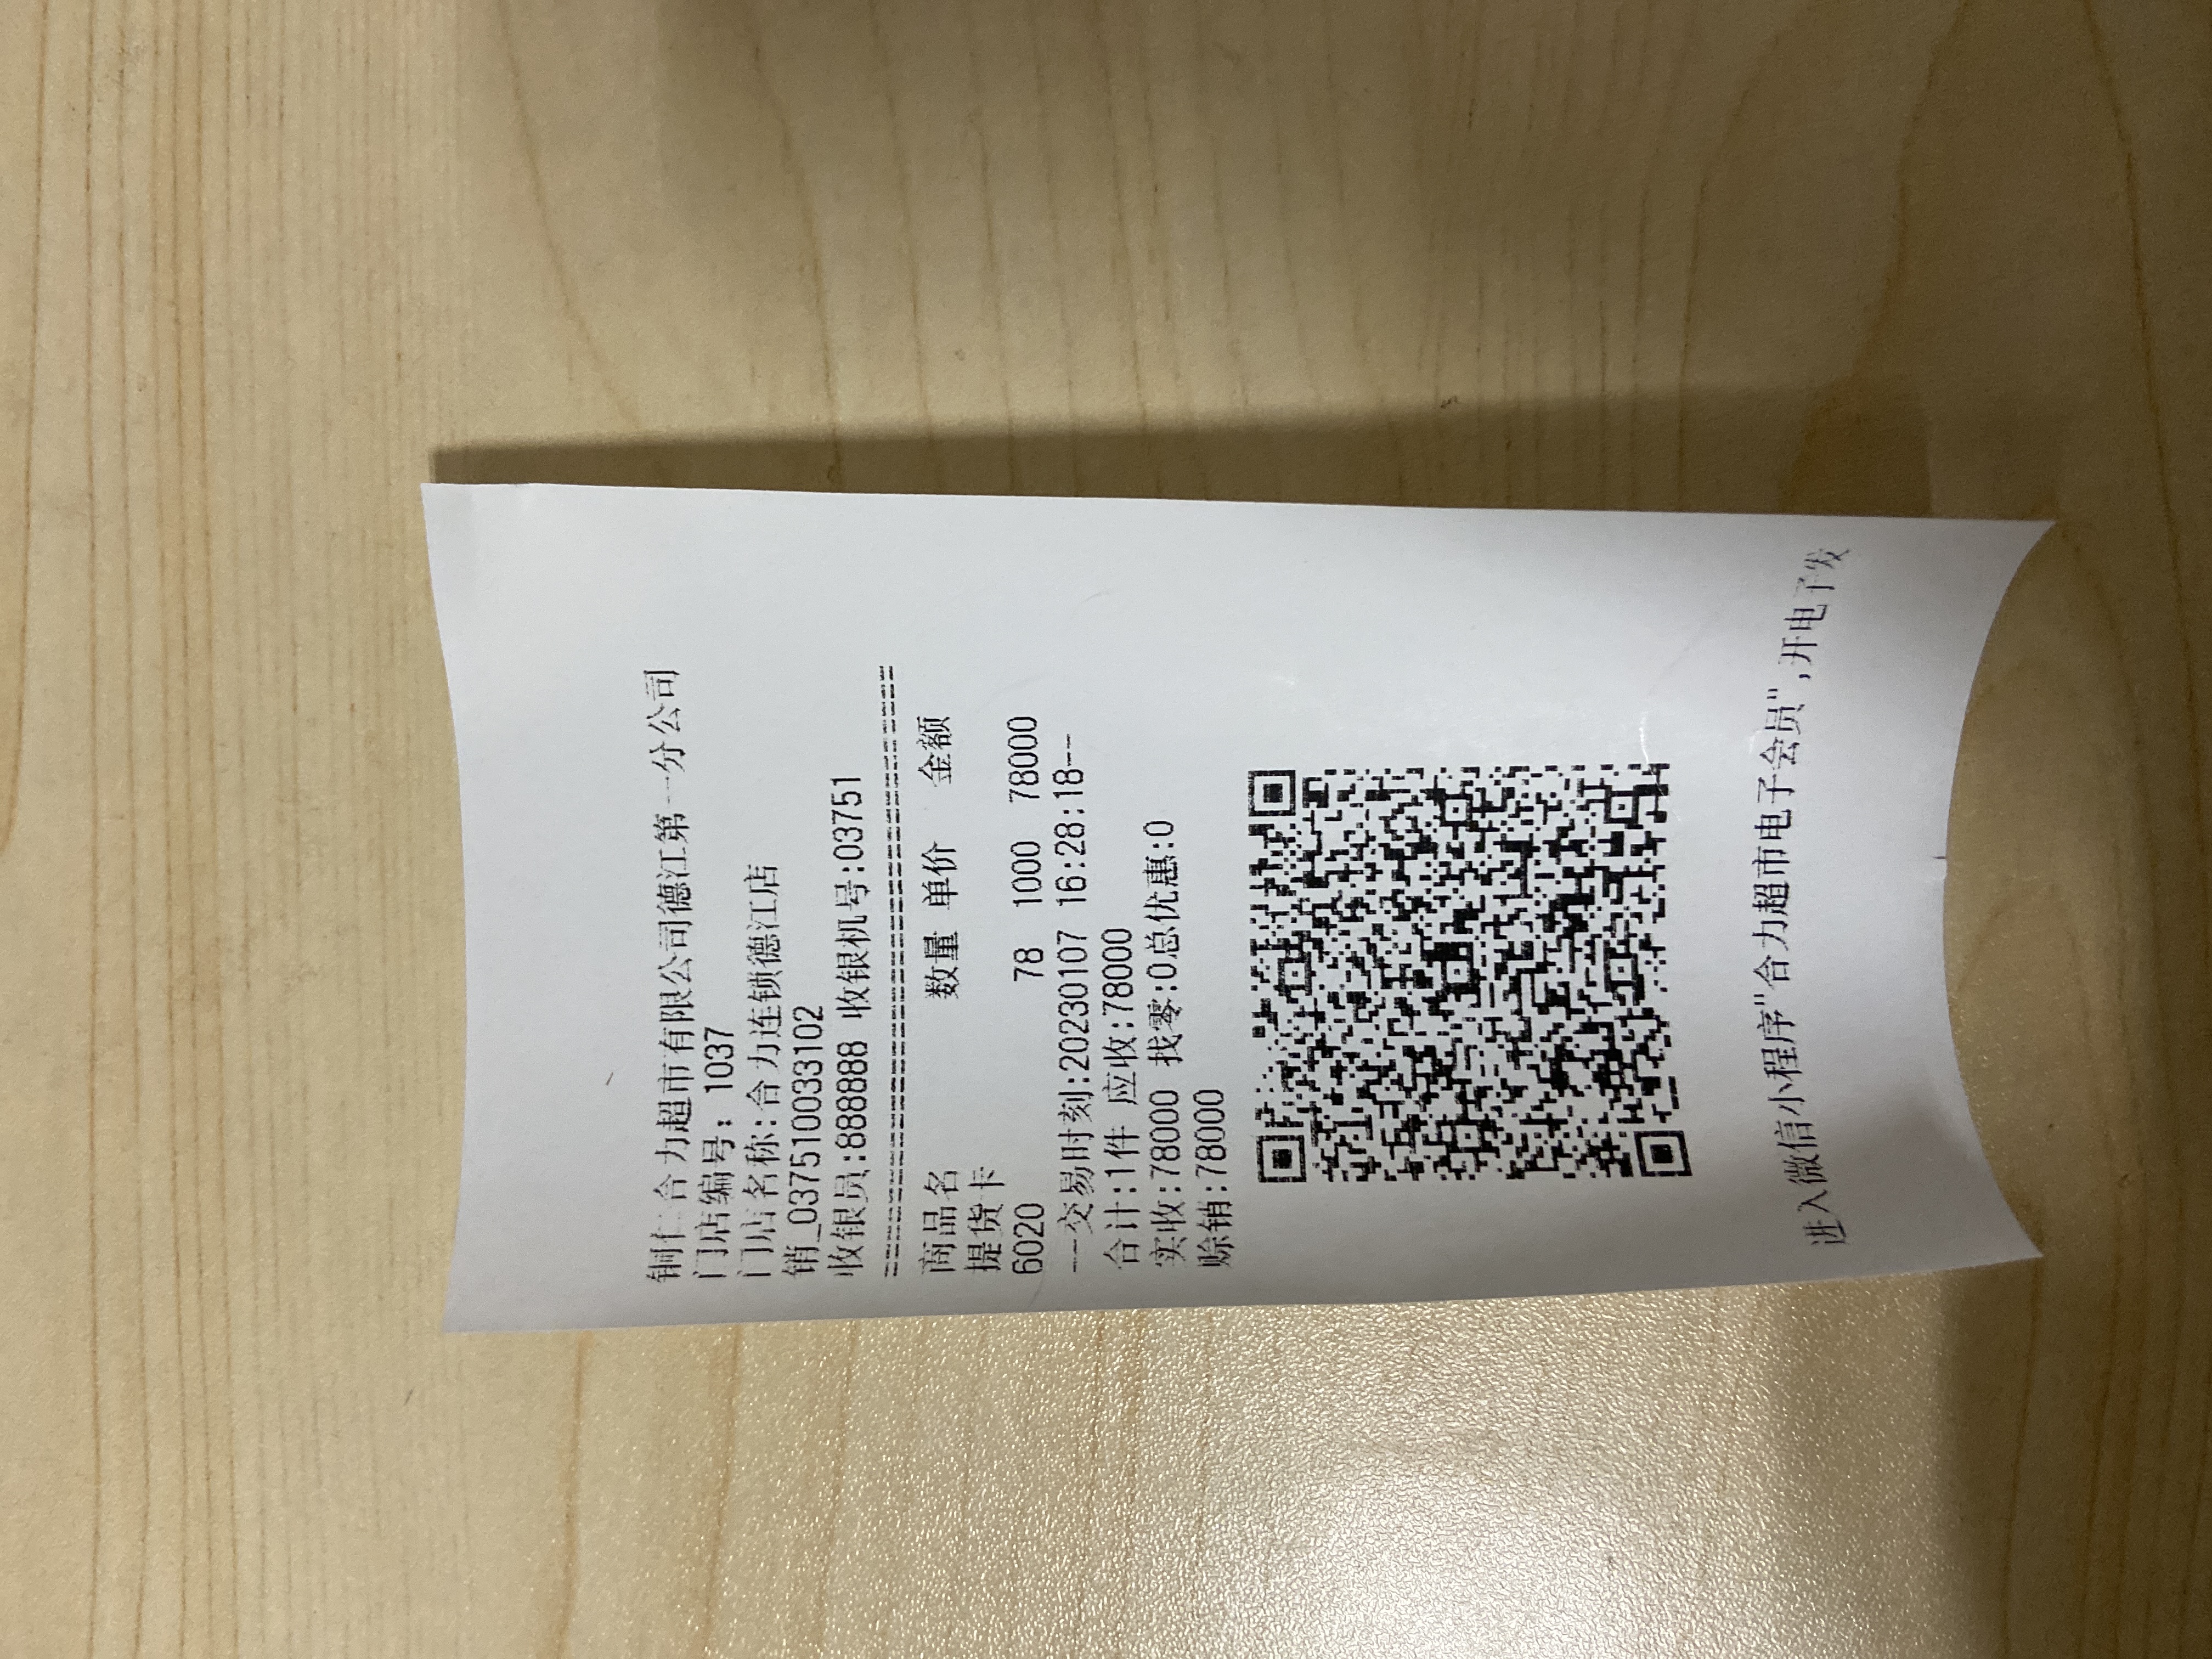 铜仁合力超市有限公司德江第一分公司
门店编号: 1037
门店名称:合力连锁德江店
销_037510033102
收银员:888888 收银机号:03751
商品名 数量 单价 金额
提货卡
6020 78 1000 78000
--交易时刻:20230107 16:28:18--
合计:1件 应收:78000
实收:78000 找零:0总优惠:0
赊销:78000
进入微信小程序"合力超市电子会员",开电子发